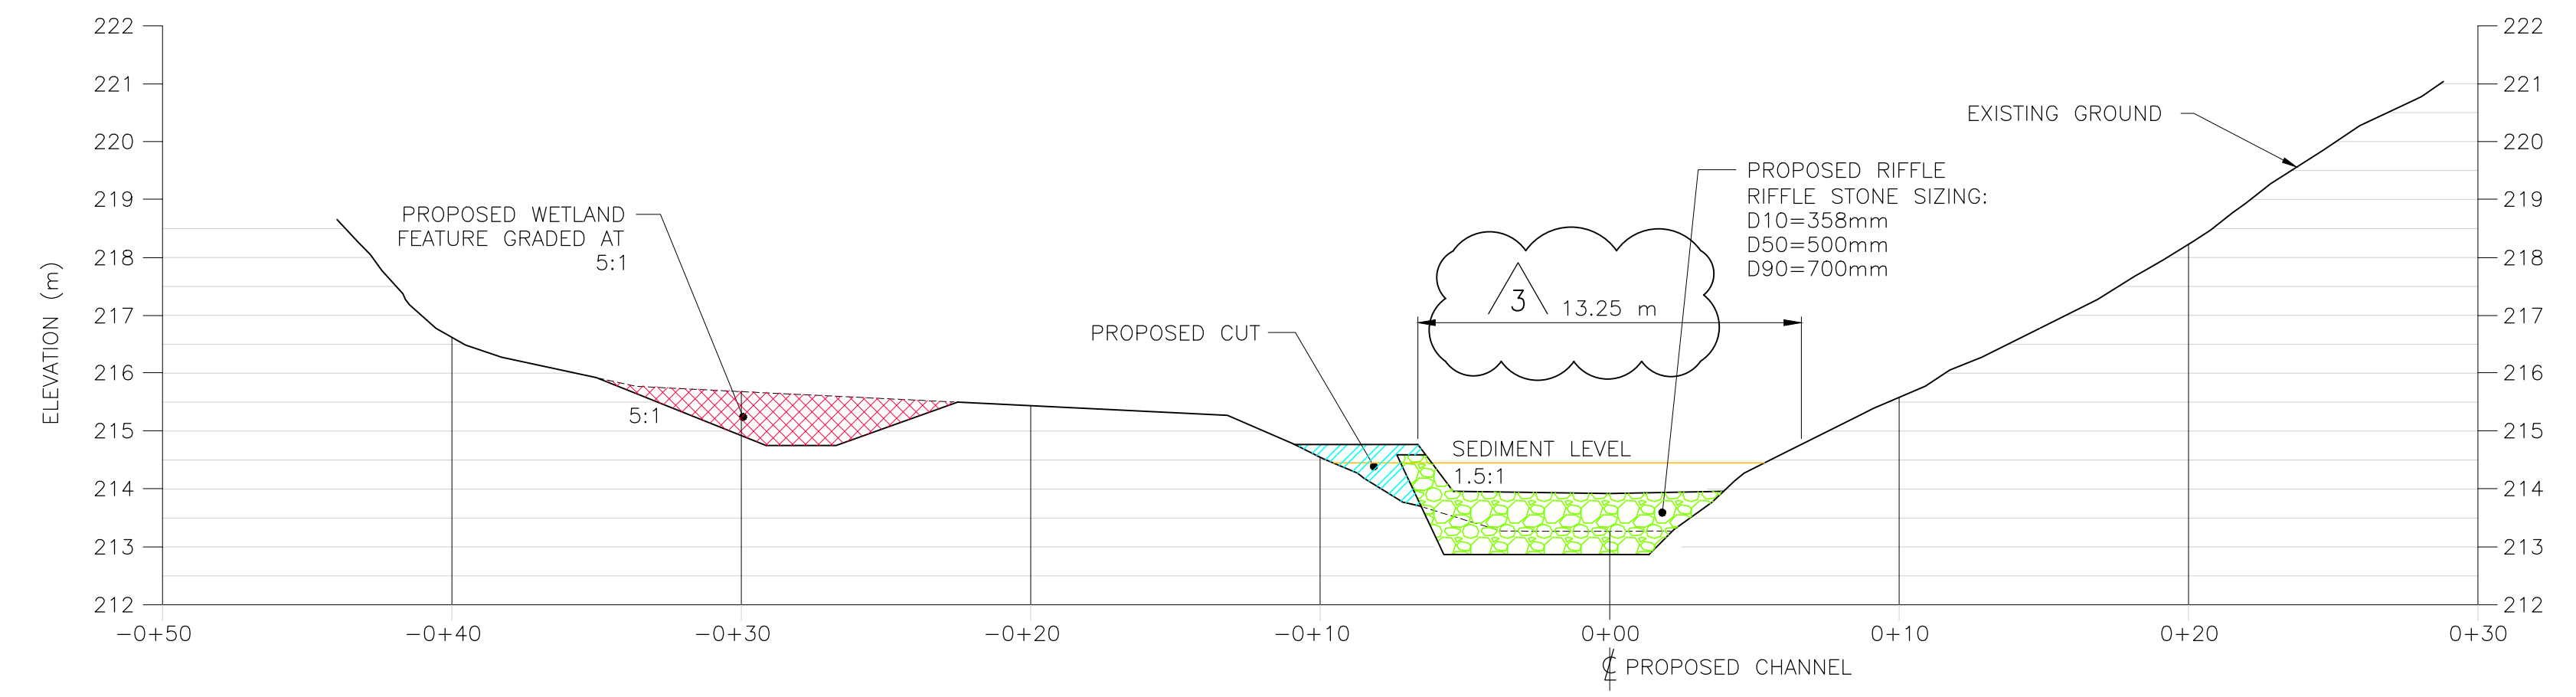 222
221
220
219
218
217
216
215
214
213
212
ELEVATION (m)
PROPOSED WETLAND
FEATURE GRADED AT
5:1
5:1
PROPOSED CUT
3
13.25 m
SEDIMENT LEVEL
1.5:1
PROPOSED RIFFLE
RIFFLE STONE SIZING:
D10=358mm
D50=500mm
D90=700mm
EXISTING GROUND
222
221
220
219
218
217
216
215
214
213
212
-0+50
-0+40
-0+30
-0+20
-0+10
0+00
0+10
0+20
0+30
℄ PROPOSED CHANNEL